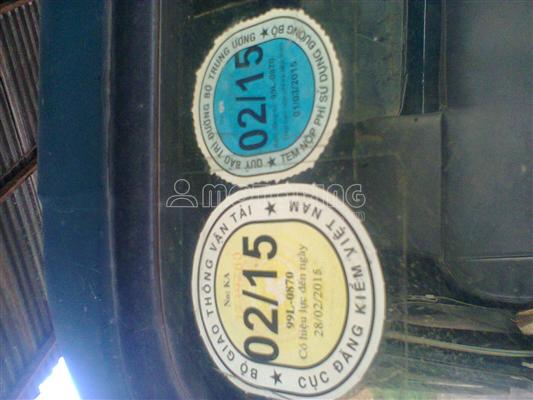 QUỸ BẢO TRÌ ĐƯỜNG BỘ TRUNG ƯƠNG
02/15
99L-0870
01/03/2015
TEM NỘP PHÍ SỬ DỤNG ĐƯỜNG BỘ
BỘ GIAO THÔNG VẬN TẢI
No: KA
02/15
99L-0870
Có hiệu lực đến ngày
28/02/2015
CỤC ĐĂNG KIỂM VIỆT NAM